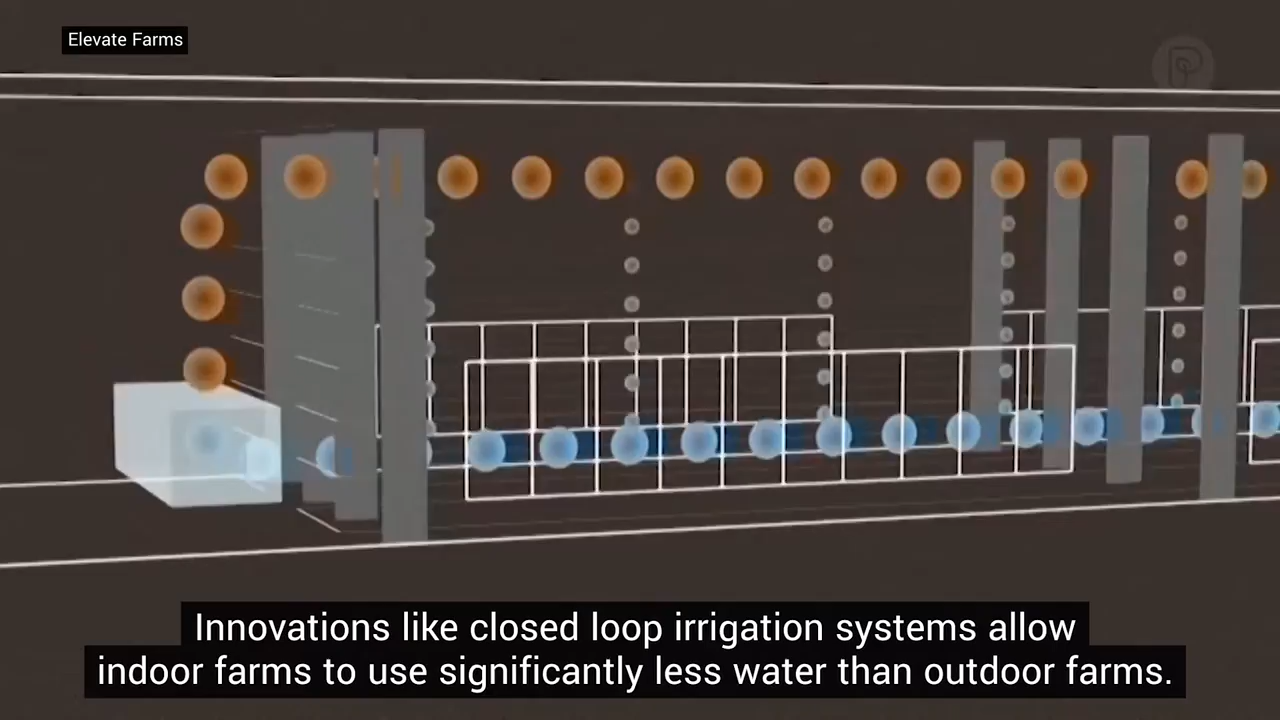 Elevate Farms
Innovations like closed loop irrigation systems allow
indoor farms to use significantly less water than outdoor farms.